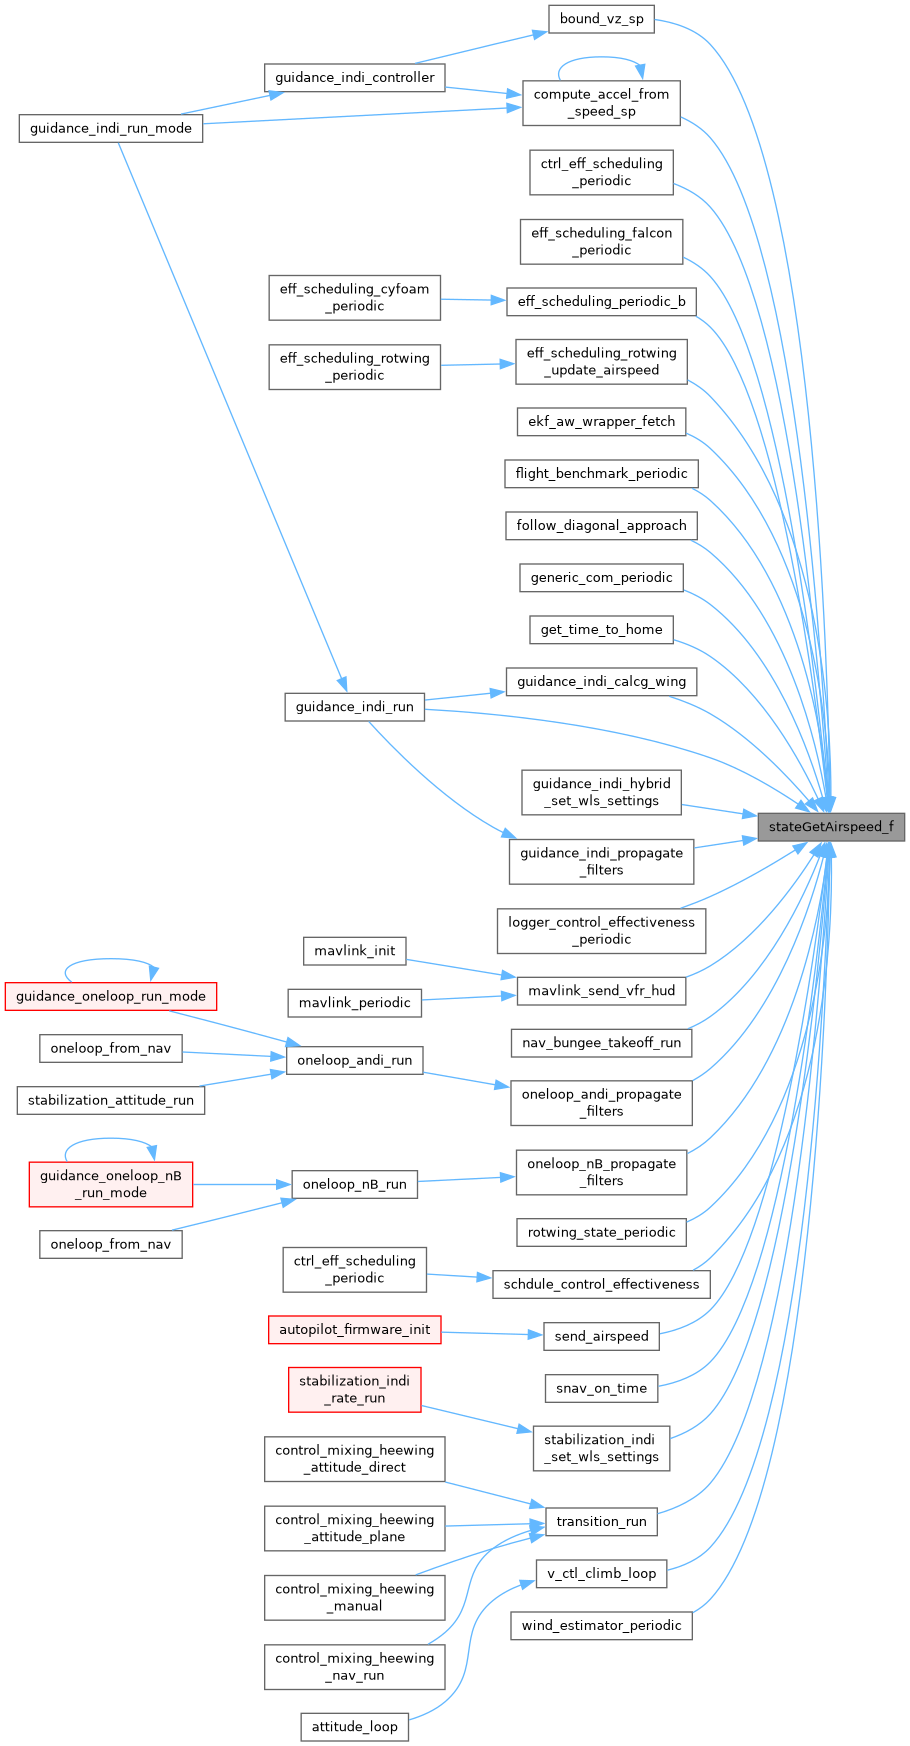 bound_vz_sp
guidance_indi_controller
compute_accel_from
_speed_sp
guidance_indi_run_mode
ctrl_eff_scheduling
_periodic
eff_scheduling_falcon
_periodic
eff_scheduling_cyfoam
_periodic
eff_scheduling_periodic_b
eff_scheduling_rotwing
_periodic
eff_scheduling_rotwing
_update_airspeed
ekf_aw_wrapper_fetch
flight_benchmark_periodic
follow_diagonal_approach
generic_com_periodic
get_time_to_home
guidance_indi_calcg_wing
guidance_indi_run
guidance_indi_hybrid
_set_wls_settings
stateGetAirspeed_f
guidance_indi_propagate
_filters
logger_control_effectiveness
_periodic
mavlink_init
mavlink_send_vfr_hud
guidance_oneloop_run_mode
mavlink_periodic
nav_bungee_takeoff_run
oneloop_from_nav
oneloop_andi_run
stabilization_attitude_run
oneloop_andi_propagate
_filters
guidance_oneloop_nB
_run_mode
oneloop_nB_run
oneloop_nB_propagate
_filters
oneloop_from_nav
rotwing_state_periodic
ctrl_eff_scheduling
_periodic
schdule_control_effectiveness
autopilot_firmware_init
send_airspeed
stabilization_indi
_rate_run
snav_on_time
stabilization_indi
_set_wls_settings
control_mixing_heewing
_attitude_direct
control_mixing_heewing
_attitude_plane
transition_run
control_mixing_heewing
_manual
v_ctl_climb_loop
wind_estimator_periodic
control_mixing_heewing
_nav_run
attitude_loop